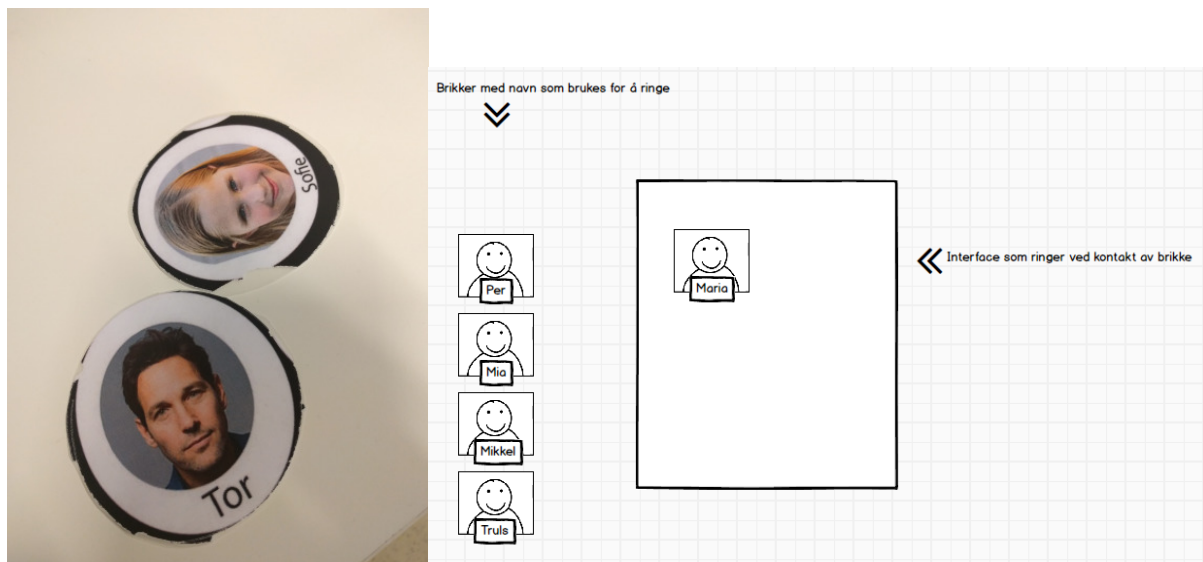 Sofie
Tor
Brikker med navn som brukes for å ringe
Per
Mia
Mikkel
Truls
Maria
Interface som ringer ved kontakt av brikke